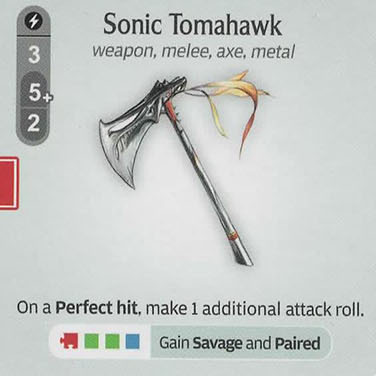 Sonic Tomahawk
weapon, melee, axe, metal
3
5+
2
On a Perfect hit, make 1 additional attack roll.
Gain Savage and Paired